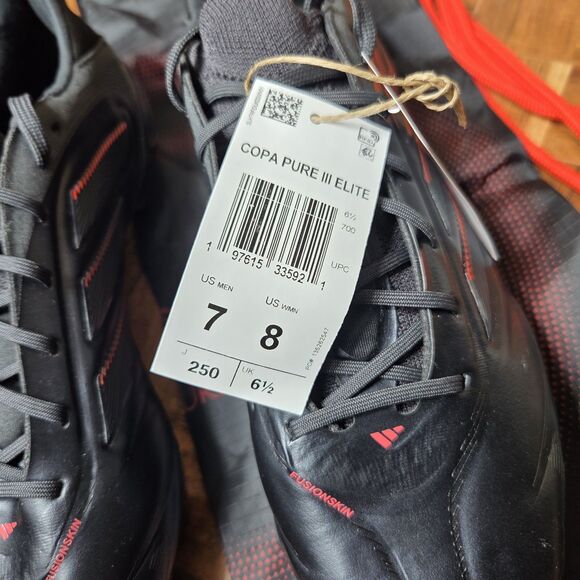 COPA PURE III ELITE
6½
700
1 97615 33592 1
UPC
US MEN
7
US WMN
8
J
250
UK
6½
FUSIONSKIN
FUSIONSKIN